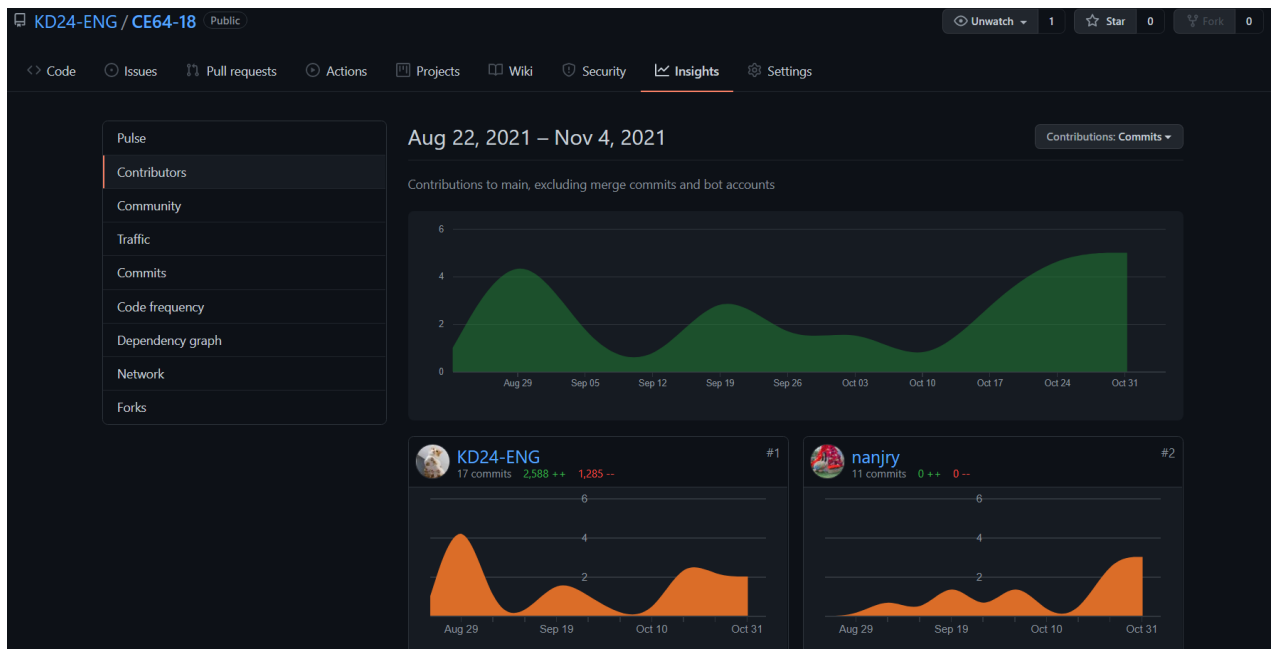 KD24-ENG / CE64-18 Public
Unwatch 1 Star 0 Fork 0
Code Issues Pull requests Actions Projects Wiki Security Insights Settings
Pulse
Contributors
Community
Traffic
Commits
Code frequency
Dependency graph
Network
Forks
Aug 22, 2021 – Nov 4, 2021
Contributions: Commits
Contributions to main, excluding merge commits and bot accounts
6
4
2
0
Aug 29 Sep 05 Sep 12 Sep 19 Sep 26 Oct 03 Oct 10 Oct 17 Oct 24 Oct 31
KD24-ENG #1
17 commits 2,588 ++ 1,285 --
6
4
2
Aug 29 Sep 19 Oct 10 Oct 31
nanjry #2
11 commits 0 ++ 0 --
6
4
2
Aug 29 Sep 19 Oct 10 Oct 31